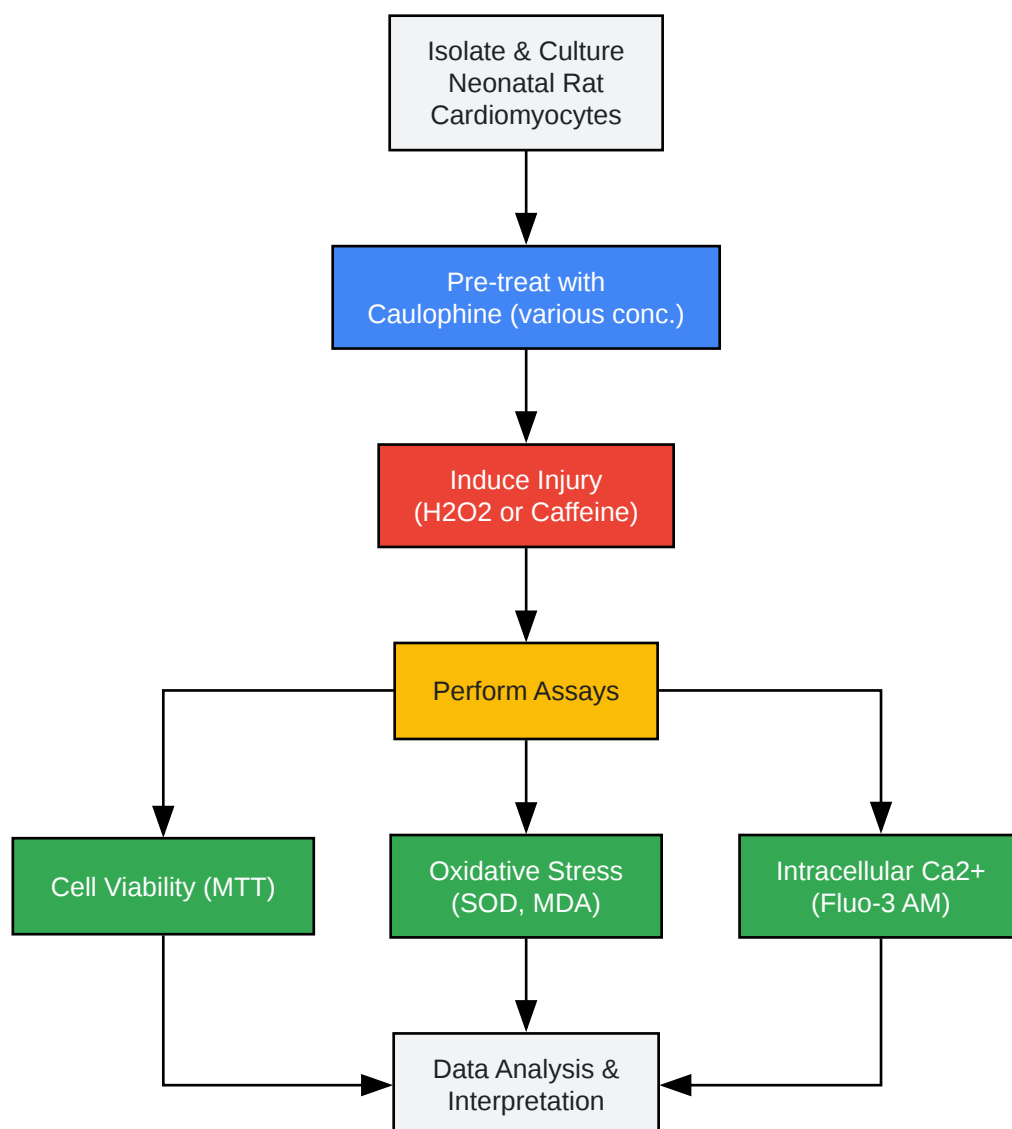 Isolate & Culture
Neonatal Rat
Cardiomyocytes
Pre-treat with
Caulophine (various conc.)
Induce Injury
(H2O2 or Caffeine)
Perform Assays
Cell Viability (MTT)
Oxidative Stress
(SOD, MDA)
Intracellular Ca2+
(Fluo-3 AM)
Data Analysis &
Interpretation